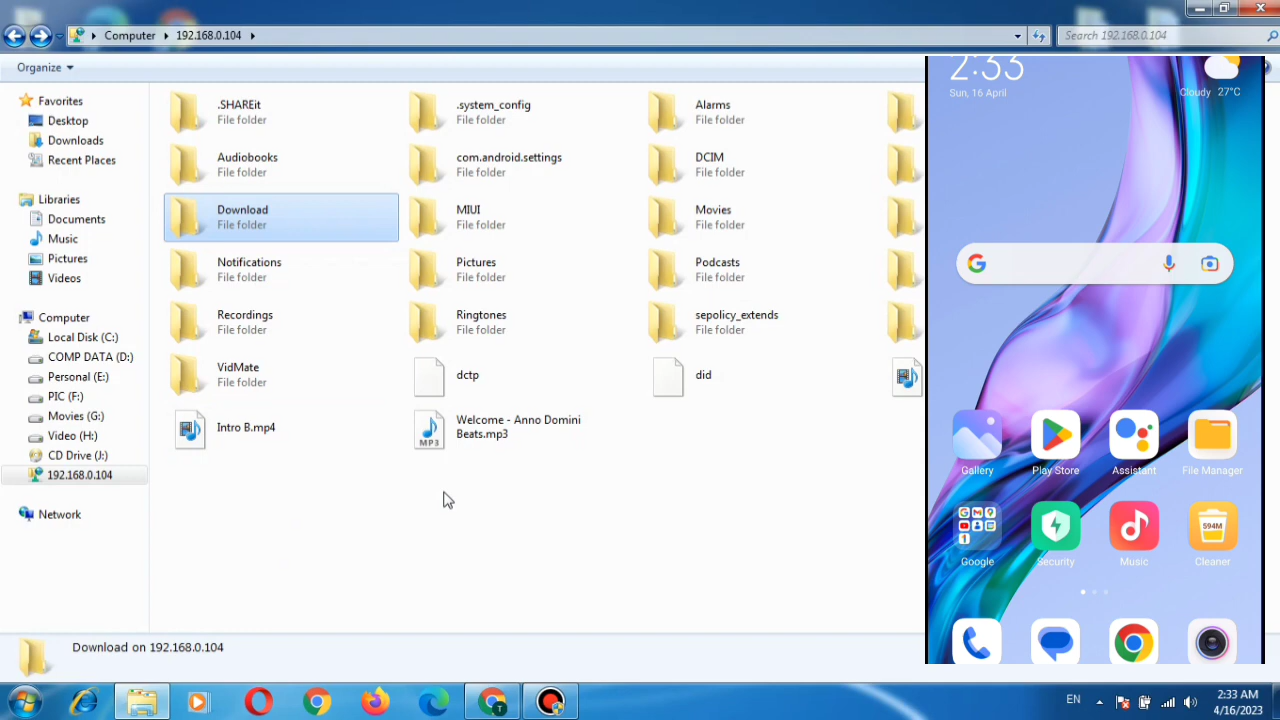 Computer
192.168.0.104
Search 192.168.0.104
Organize
Favorites
Desktop
Downloads
Recent Places
Libraries
Documents
Music
Pictures
Videos
Computer
Local Disk (C:)
COMP DATA (D:)
Personal (E:)
PIC (F:)
Movies (G:)
Video (H:)
CD Drive (J:)
192.168.0.104
Network
.SHAREit
File folder
.system_config
File folder
Alarms
File folder
Audiobooks
File folder
com.android.settings
File folder
DCIM
File folder
Download
File folder
MIUI
File folder
Movies
File folder
Notifications
File folder
Pictures
File folder
Podcasts
File folder
Recordings
File folder
Ringtones
File folder
sepolicy_extends
File folder
VidMate
File folder
dctp
did
Intro B.mp4
MP3
Welcome - Anno Domini
Beats.mp3
2:33
Sun, 16 April
Cloudy 27°C
Gallery
Play Store
Assistant
File Manager
Google
Security
Music
594M
Cleaner
Download on 192.168.0.104
T
EN
2:33 AM
4/16/2023